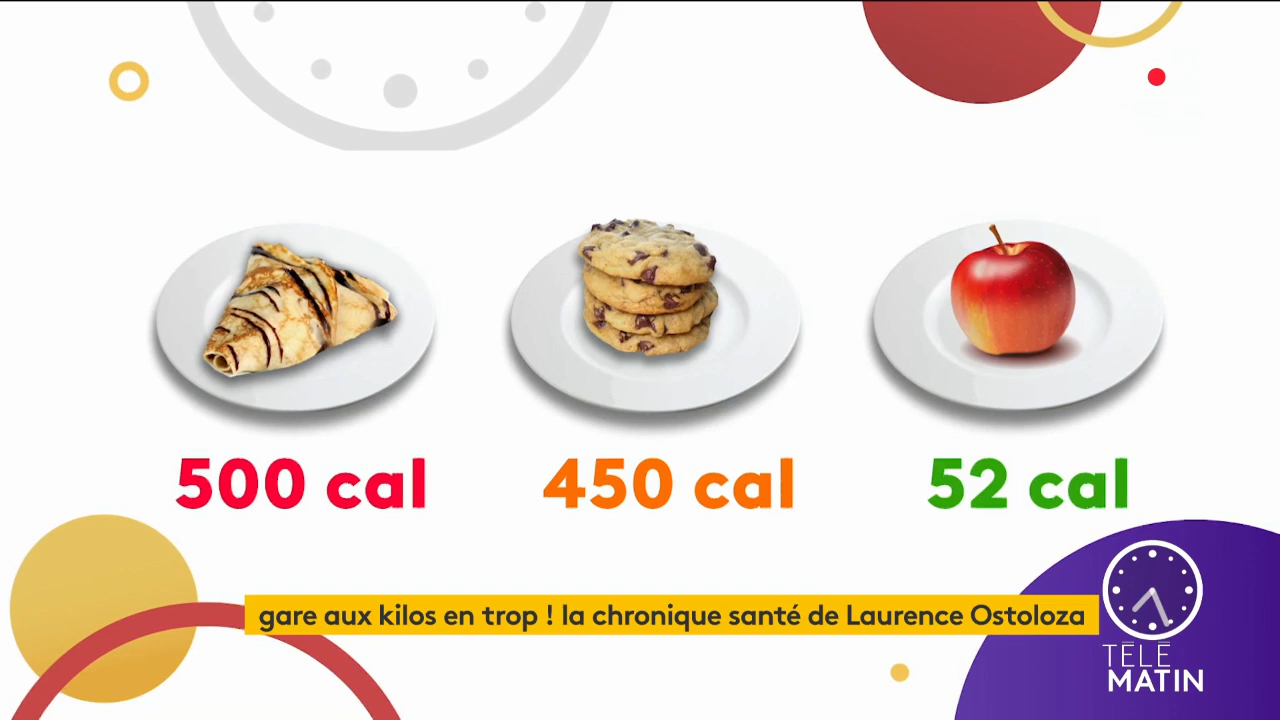 500 cal
450 cal
52 cal
gare aux kilos en trop ! la chronique santé de Laurence Ostoloza
TÉLÉ
MATIN